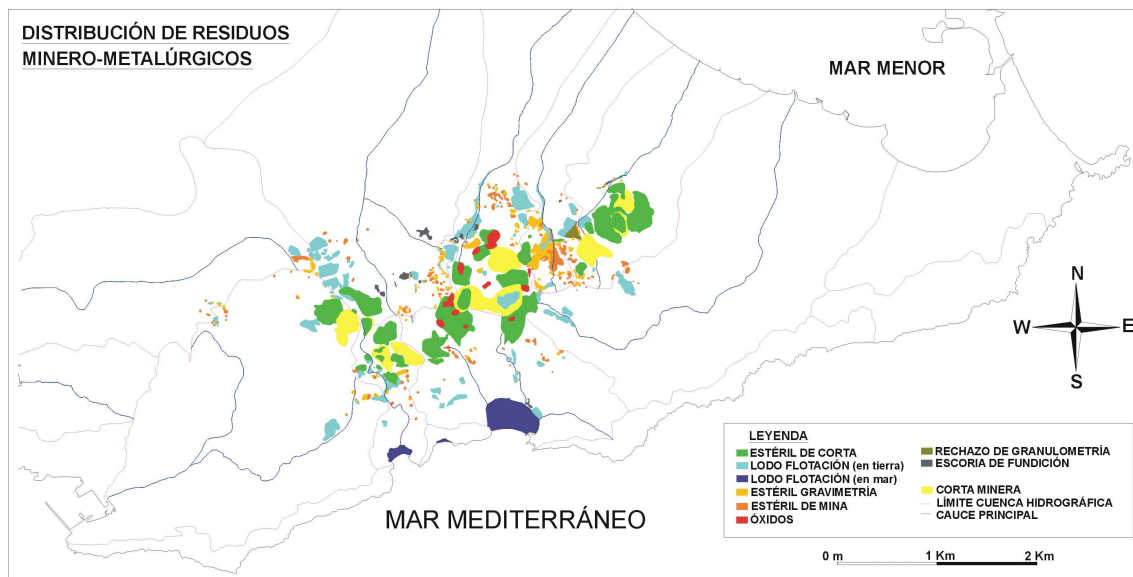 DISTRIBUCIÓN DE RESIDUOS
MINERO-METALÚRGICOS
MAR MENOR
N
W
E
S
MAR MEDITERRÁNEO
LEYENDA
ESTÉRIL DE CORTA
LODO FLOTACIÓN (en tierra)
LODO FLOTACIÓN (en mar)
ESTÉRIL GRAVIMETRÍA
ESTÉRIL DE MINA
ÓXIDOS
RECHAZO DE GRANULOMETRÍA
ESCORIA DE FUNDICIÓN
CORTA MINERA
LÍMITE CUENCA HIDROGRÁFICA
CAUCE PRINCIPAL
0 m 1 Km 2 Km